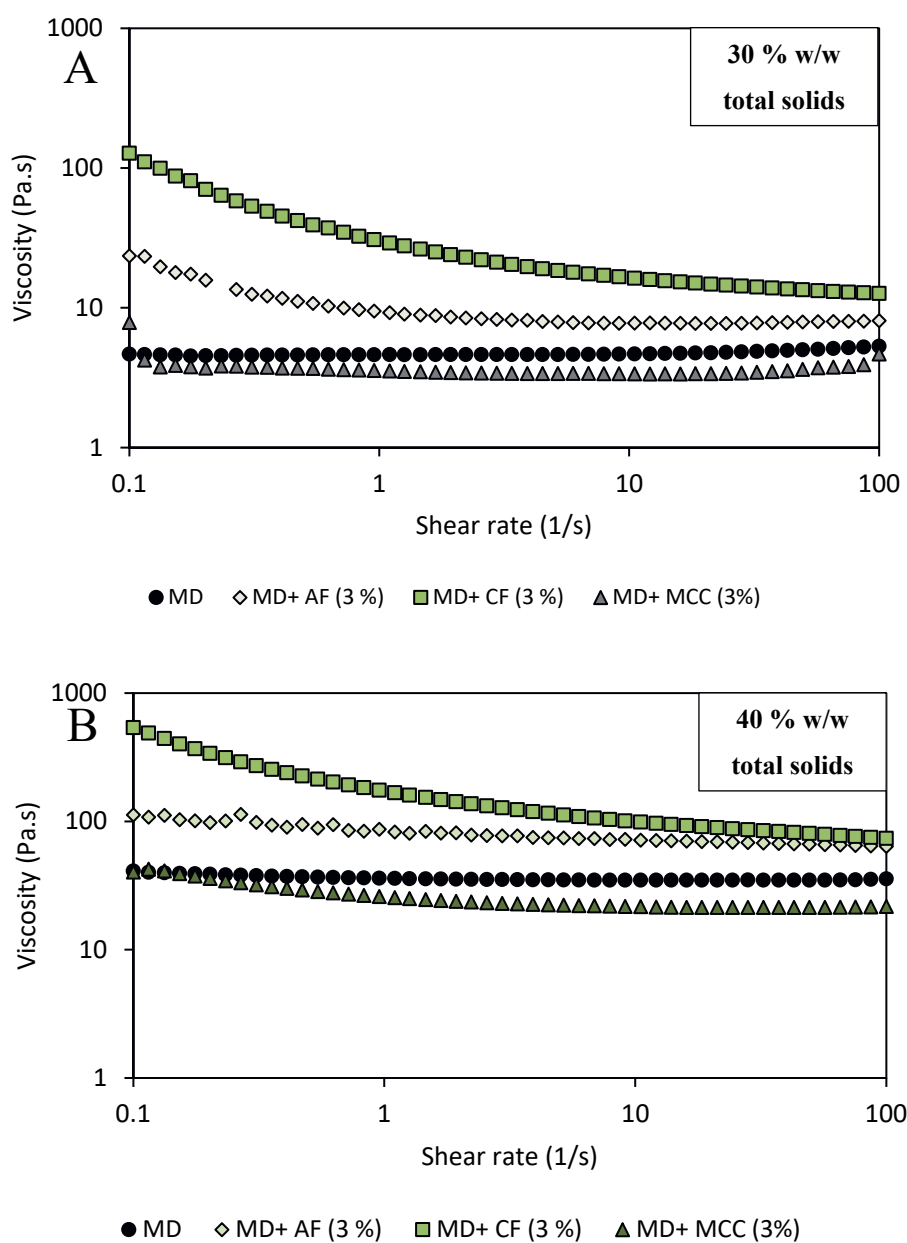 A
30 % w/w
total solids
1000
100
10
1
Viscosity (Pa.s)
0.1 1 10 100
Shear rate (1/s)
MD MD+ AF (3 %) MD+ CF (3 %) MD+ MCC (3%)
B
40 % w/w
total solids
1000
100
10
1
Viscosity (Pa.s)
0.1 1 10 100
Shear rate (1/s)
MD MD+ AF (3 %) MD+ CF (3 %) MD+ MCC (3%)